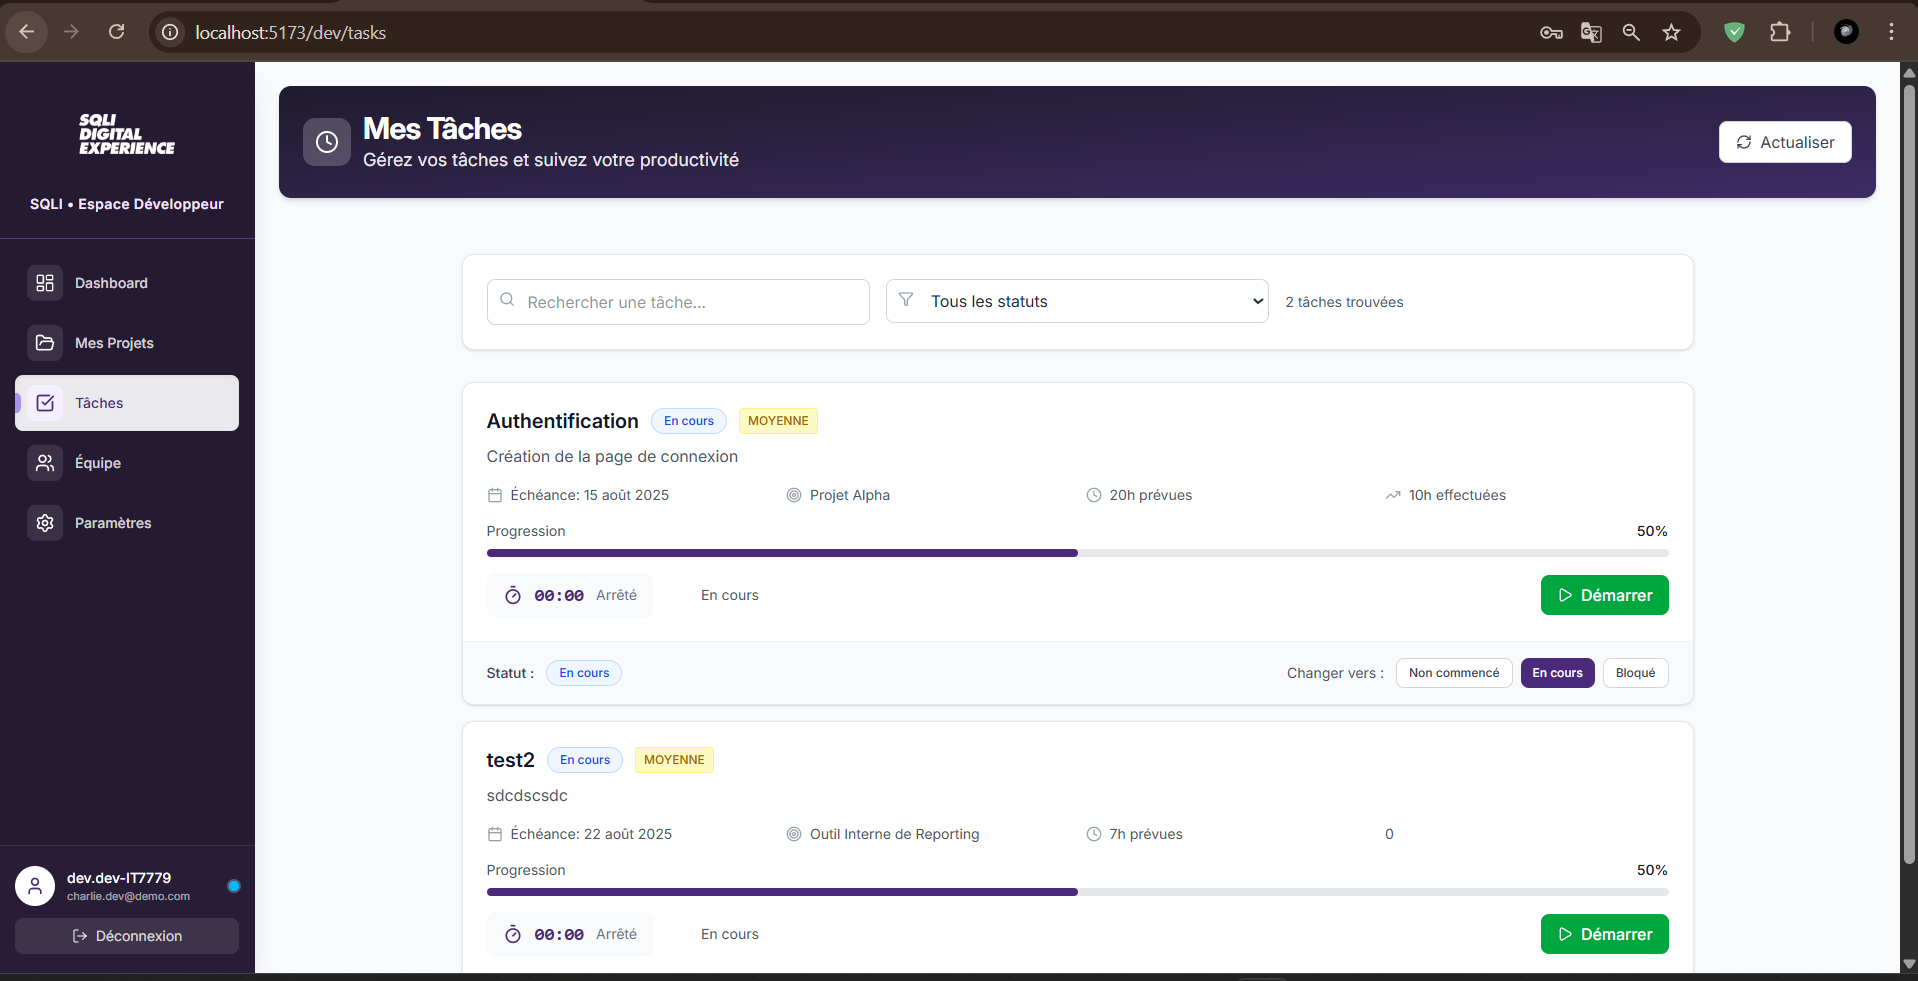 localhost:5173/dev/tasks
SQLI
DIGITAL
EXPERIENCE
SQLI • Espace Développeur
Dashboard
Mes Projets
Tâches
Équipe
Paramètres
dev.dev-IT7779
charlie.dev@demo.com
Déconnexion
Mes Tâches
Gérez vos tâches et suivez votre productivité
Actualiser
Rechercher une tâche...
Tous les statuts
2 tâches trouvées
Authentification En cours MOYENNE
Création de la page de connexion
Échéance: 15 août 2025 Projet Alpha 20h prévues 10h effectuées
Progression 50%
00:00 Arrêté En cours Démarrer
Statut : En cours Changer vers : Non commencé En cours Bloqué
test2 En cours MOYENNE
sdcdscsdc
Échéance: 22 août 2025 Outil Interne de Reporting 7h prévues 0
Progression 50%
00:00 Arrêté En cours Démarrer